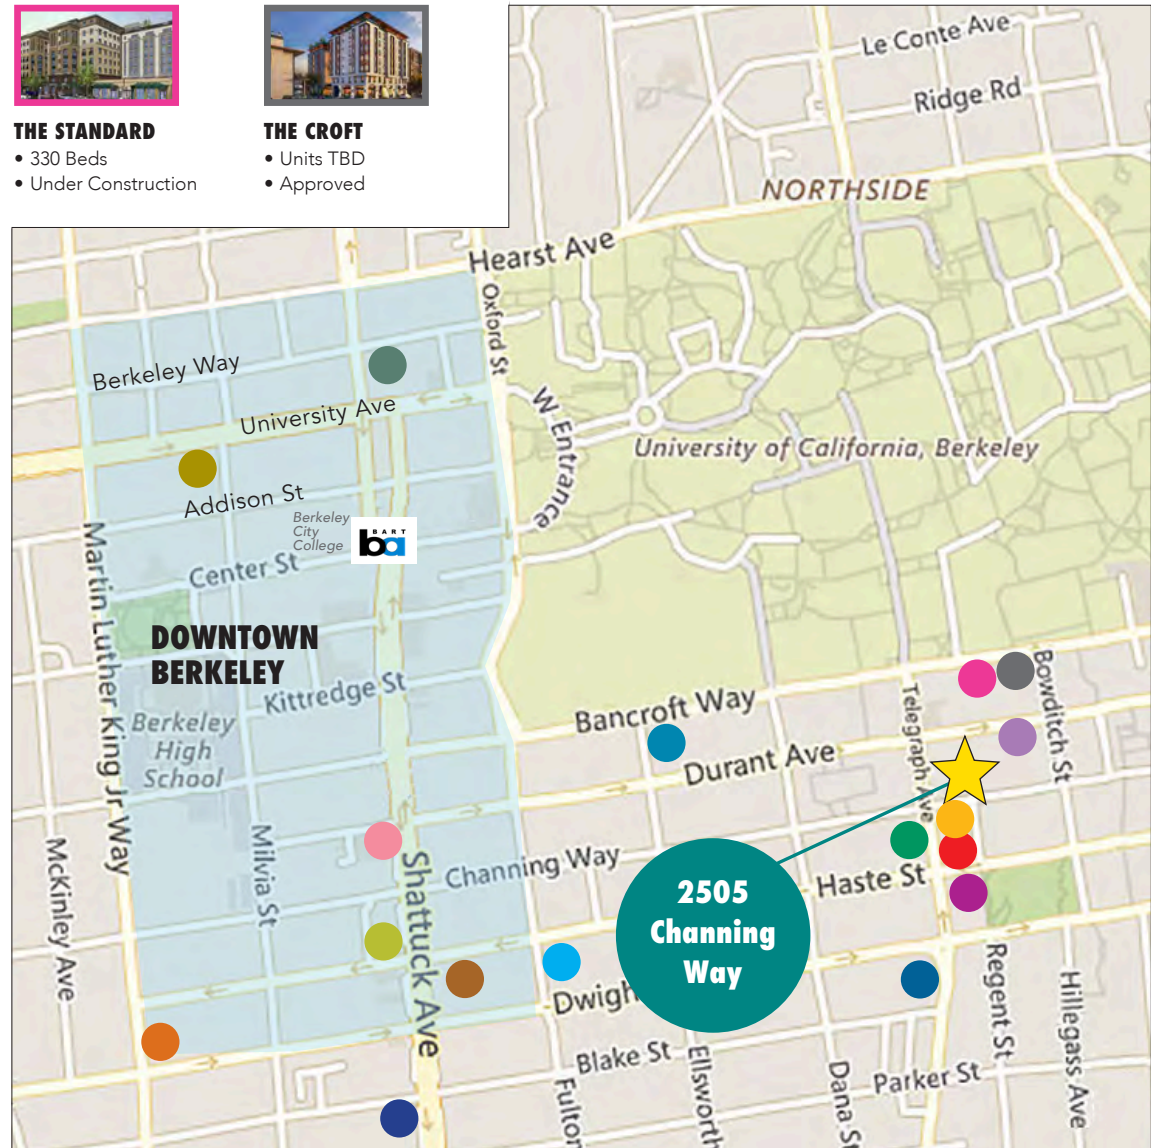 THE STANDARD
• 330 Beds
• Under Construction
THE CROFT
• Units TBD
• Approved
Le Conte Ave
Ridge Rd
NORTHSIDE
Hearst Ave
Oxford St
Berkeley Way
University Ave
W Entrance
University of California, Berkeley
Addison St
Berkeley
City
College
BART
ba
Center St
Martin Luther King Jr Way
DOWNTOWN
BERKELEY
Kittredge St
Berkeley
High
School
Bancroft Way
Durant Ave
Telegraph Ave
Bowditch St
McKinley Ave
Milvia St
Shattuck Ave
Channing Way
Haste St
2505
Channing
Way
Dwigh
Regent St
Hillegass Ave
Blake St
Ellsworth
Fulton
Dana St
Parker St